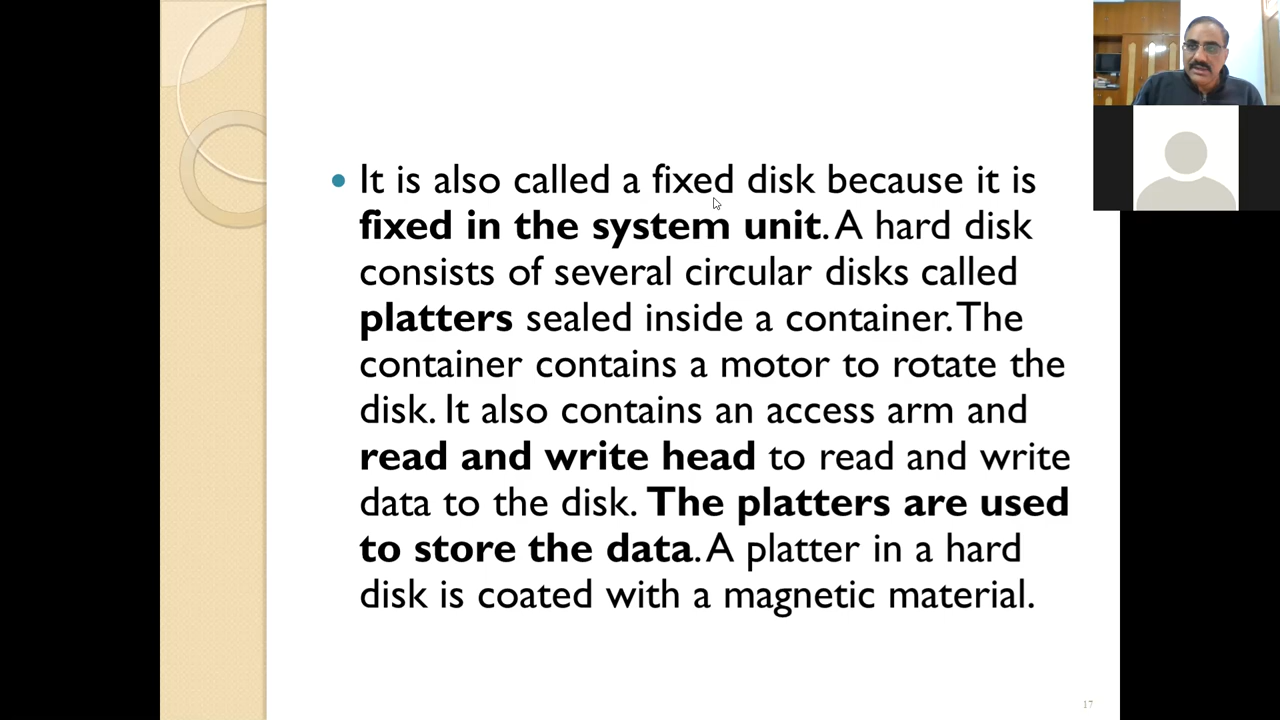 • It is also called a fixed disk because it is
fixed in the system unit. A hard disk
consists of several circular disks called
platters sealed inside a container. The
container contains a motor to rotate the
disk. It also contains an access arm and
read and write head to read and write
data to the disk. The platters are used
to store the data. A platter in a hard
disk is coated with a magnetic material.
17